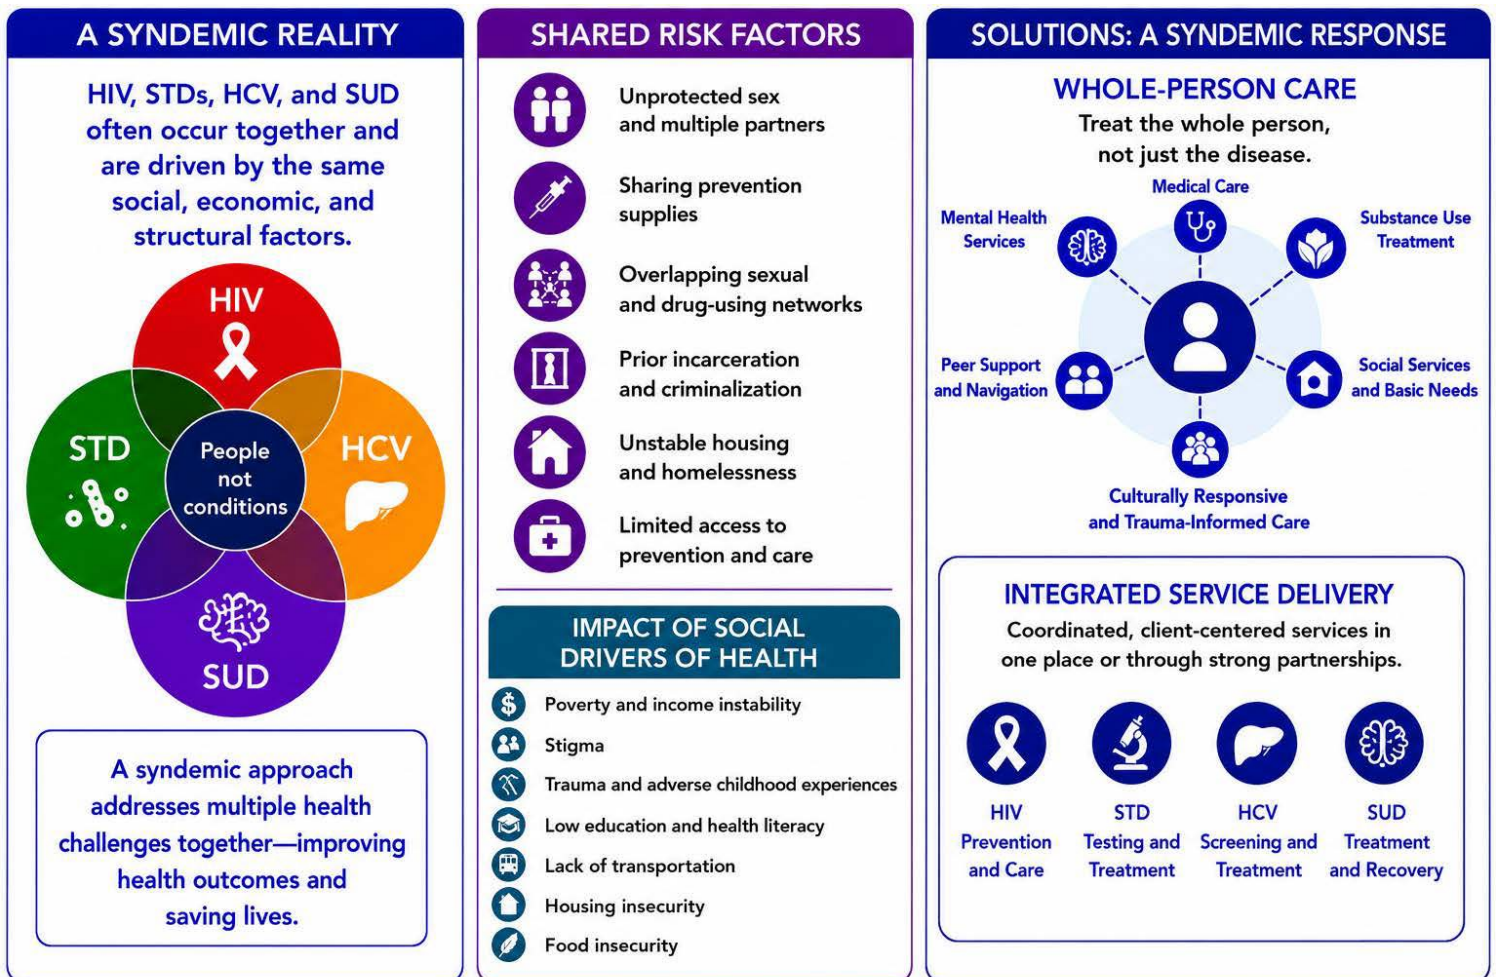 A SYNDEMIC REALITY
HIV, STDs, HCV, and SUD
often occur together and
are driven by the same
social, economic, and
structural factors.
HIV
STD
HCV
People
not
conditions
SUD
A syndemic approach
addresses multiple health
challenges together—improving
health outcomes and
saving lives.
SHARED RISK FACTORS
Unprotected sex
and multiple partners
Sharing prevention
supplies
Overlapping sexual
and drug-using networks
Prior incarceration
and criminalization
Unstable housing
and homelessness
Limited access to
prevention and care
IMPACT OF SOCIAL
DRIVERS OF HEALTH
$
Poverty and income instability
Stigma
Trauma and adverse childhood experiences
Low education and health literacy
Lack of transportation
Housing insecurity
Food insecurity
SOLUTIONS: A SYNDEMIC RESPONSE
WHOLE-PERSON CARE
Treat the whole person,
not just the disease.
Medical Care
Mental Health
Services
Substance Use
Treatment
Peer Support
and Navigation
Social Services
and Basic Needs
Culturally Responsive
and Trauma-Informed Care
INTEGRATED SERVICE DELIVERY
Coordinated, client-centered services in
one place or through strong partnerships.
HIV
Prevention
and Care
STD
Testing and
Treatment
HCV
Screening and
Treatment
SUD
Treatment
and Recovery